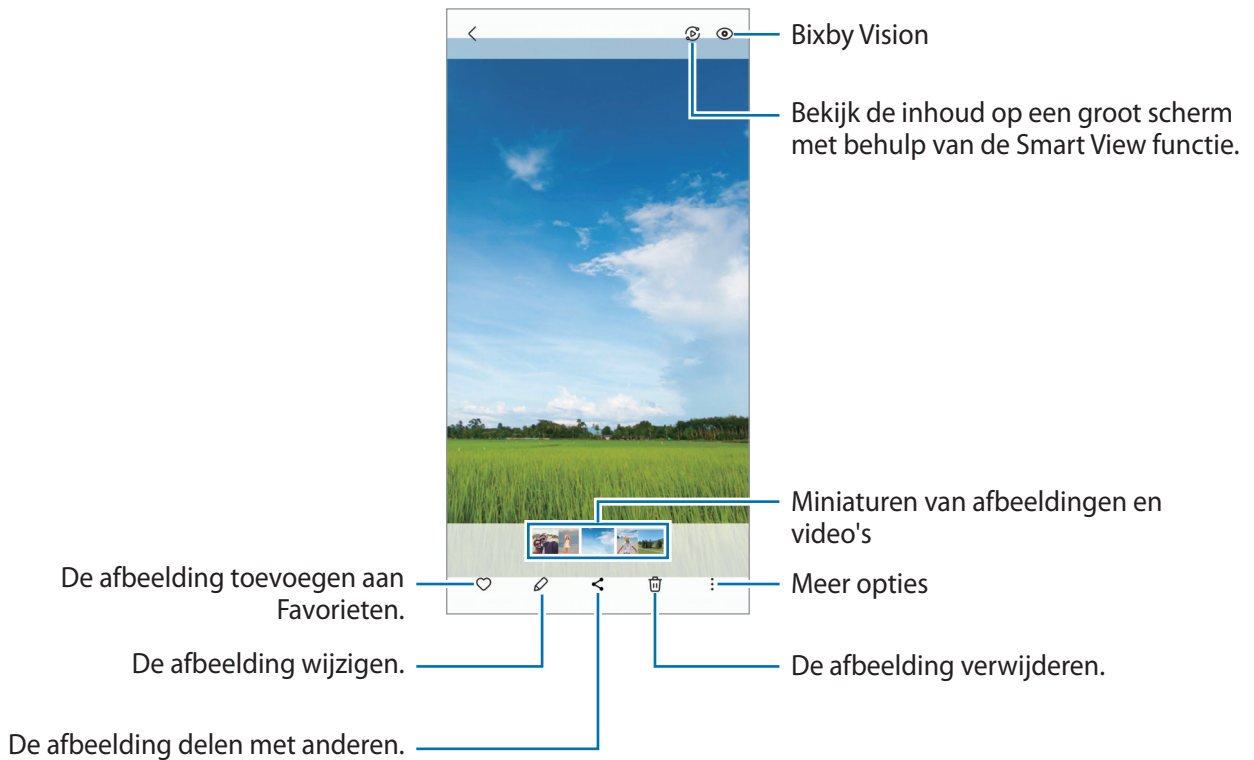 Bixby Vision
Bekijk de inhoud op een groot scherm
met behulp van de Smart View functie.
Miniaturen van afbeeldingen en
video's
De afbeelding toevoegen aan
Favorieten.
Meer opties
De afbeelding wijzigen.
De afbeelding verwijderen.
De afbeelding delen met anderen.